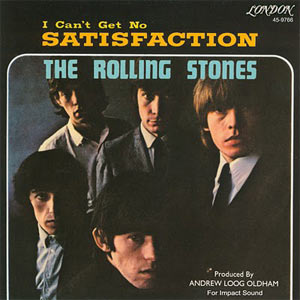 LONDON
45-9766
I Can't Get No
SATISFACTION
THE ROLLING STONES
Produced By
ANDREW LOOG OLDHAM
For Impact Sound